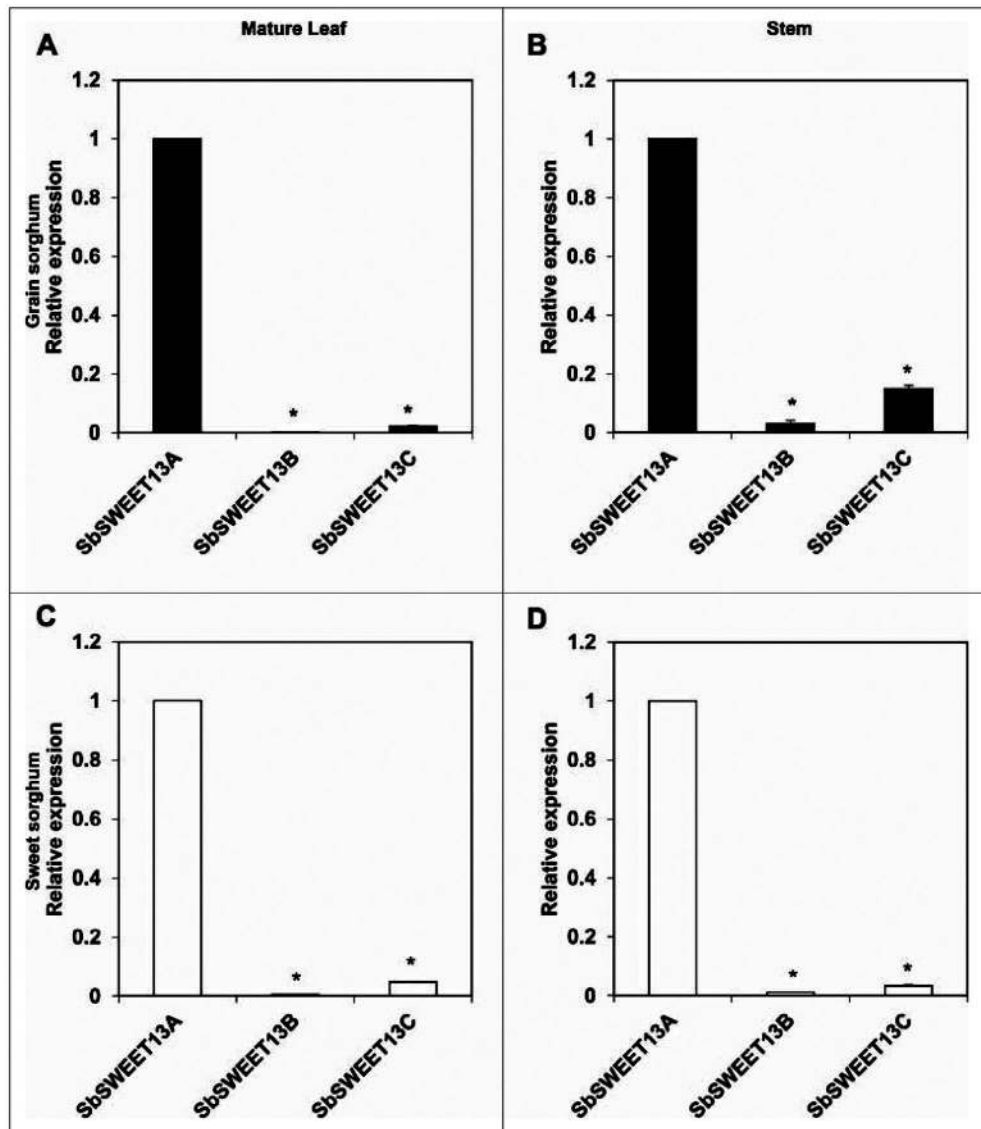 A
Mature Leaf
1.2
1
0.8
0.6
0.4
0.2
0
Grain sorghum
Relative expression
*
*
SbSWEET13A
SbSWEET13B
SbSWEET13C
B
Stem
1.2
1
0.8
0.6
0.4
0.2
0
Relative expression
*
*
SbSWEET13A
SbSWEET13B
SbSWEET13C
C
1.2
1
0.8
0.6
0.4
0.2
0
Sweet sorghum
Relative expression
*
*
SbSWEET13A
SbSWEET13B
SbSWEET13C
D
1.2
1
0.8
0.6
0.4
0.2
0
Relative expression
*
*
SbSWEET13A
SbSWEET13B
SbSWEET13C